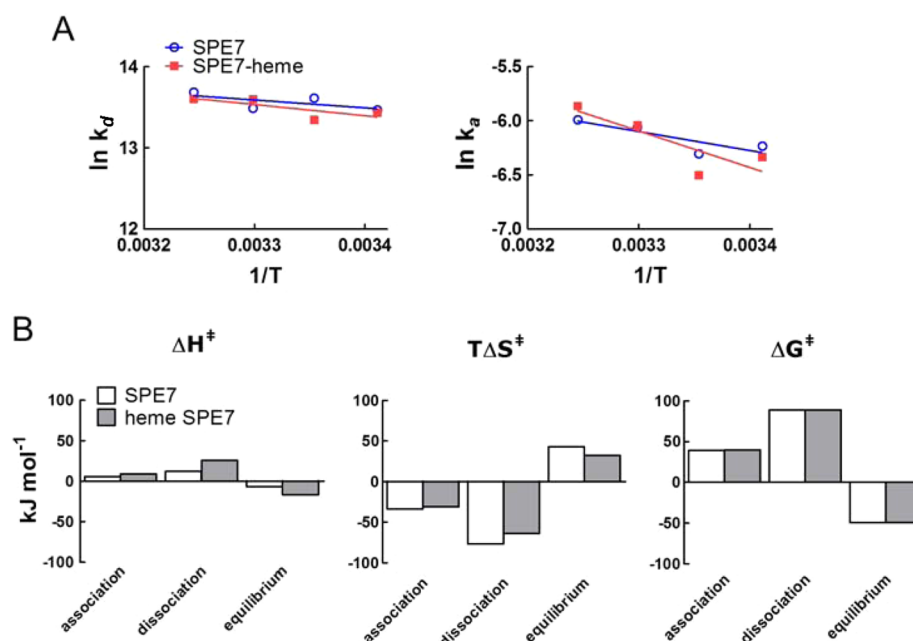 A
SPE7
SPE7-heme
14
13
12
ln k_d
0.0032
0.0033
0.0034
1/T
-5.5
-6.0
-6.5
-7.0
ln k_a
0.0032
0.0033
0.0034
1/T
B
ΔH‡
SPE7
heme SPE7
100
50
0
-50
-100
kJ mol⁻¹
association
dissociation
equilibrium
TΔS‡
100
50
0
-50
-100
association
dissociation
equilibrium
ΔG‡
100
50
0
-50
-100
association
dissociation
equilibrium